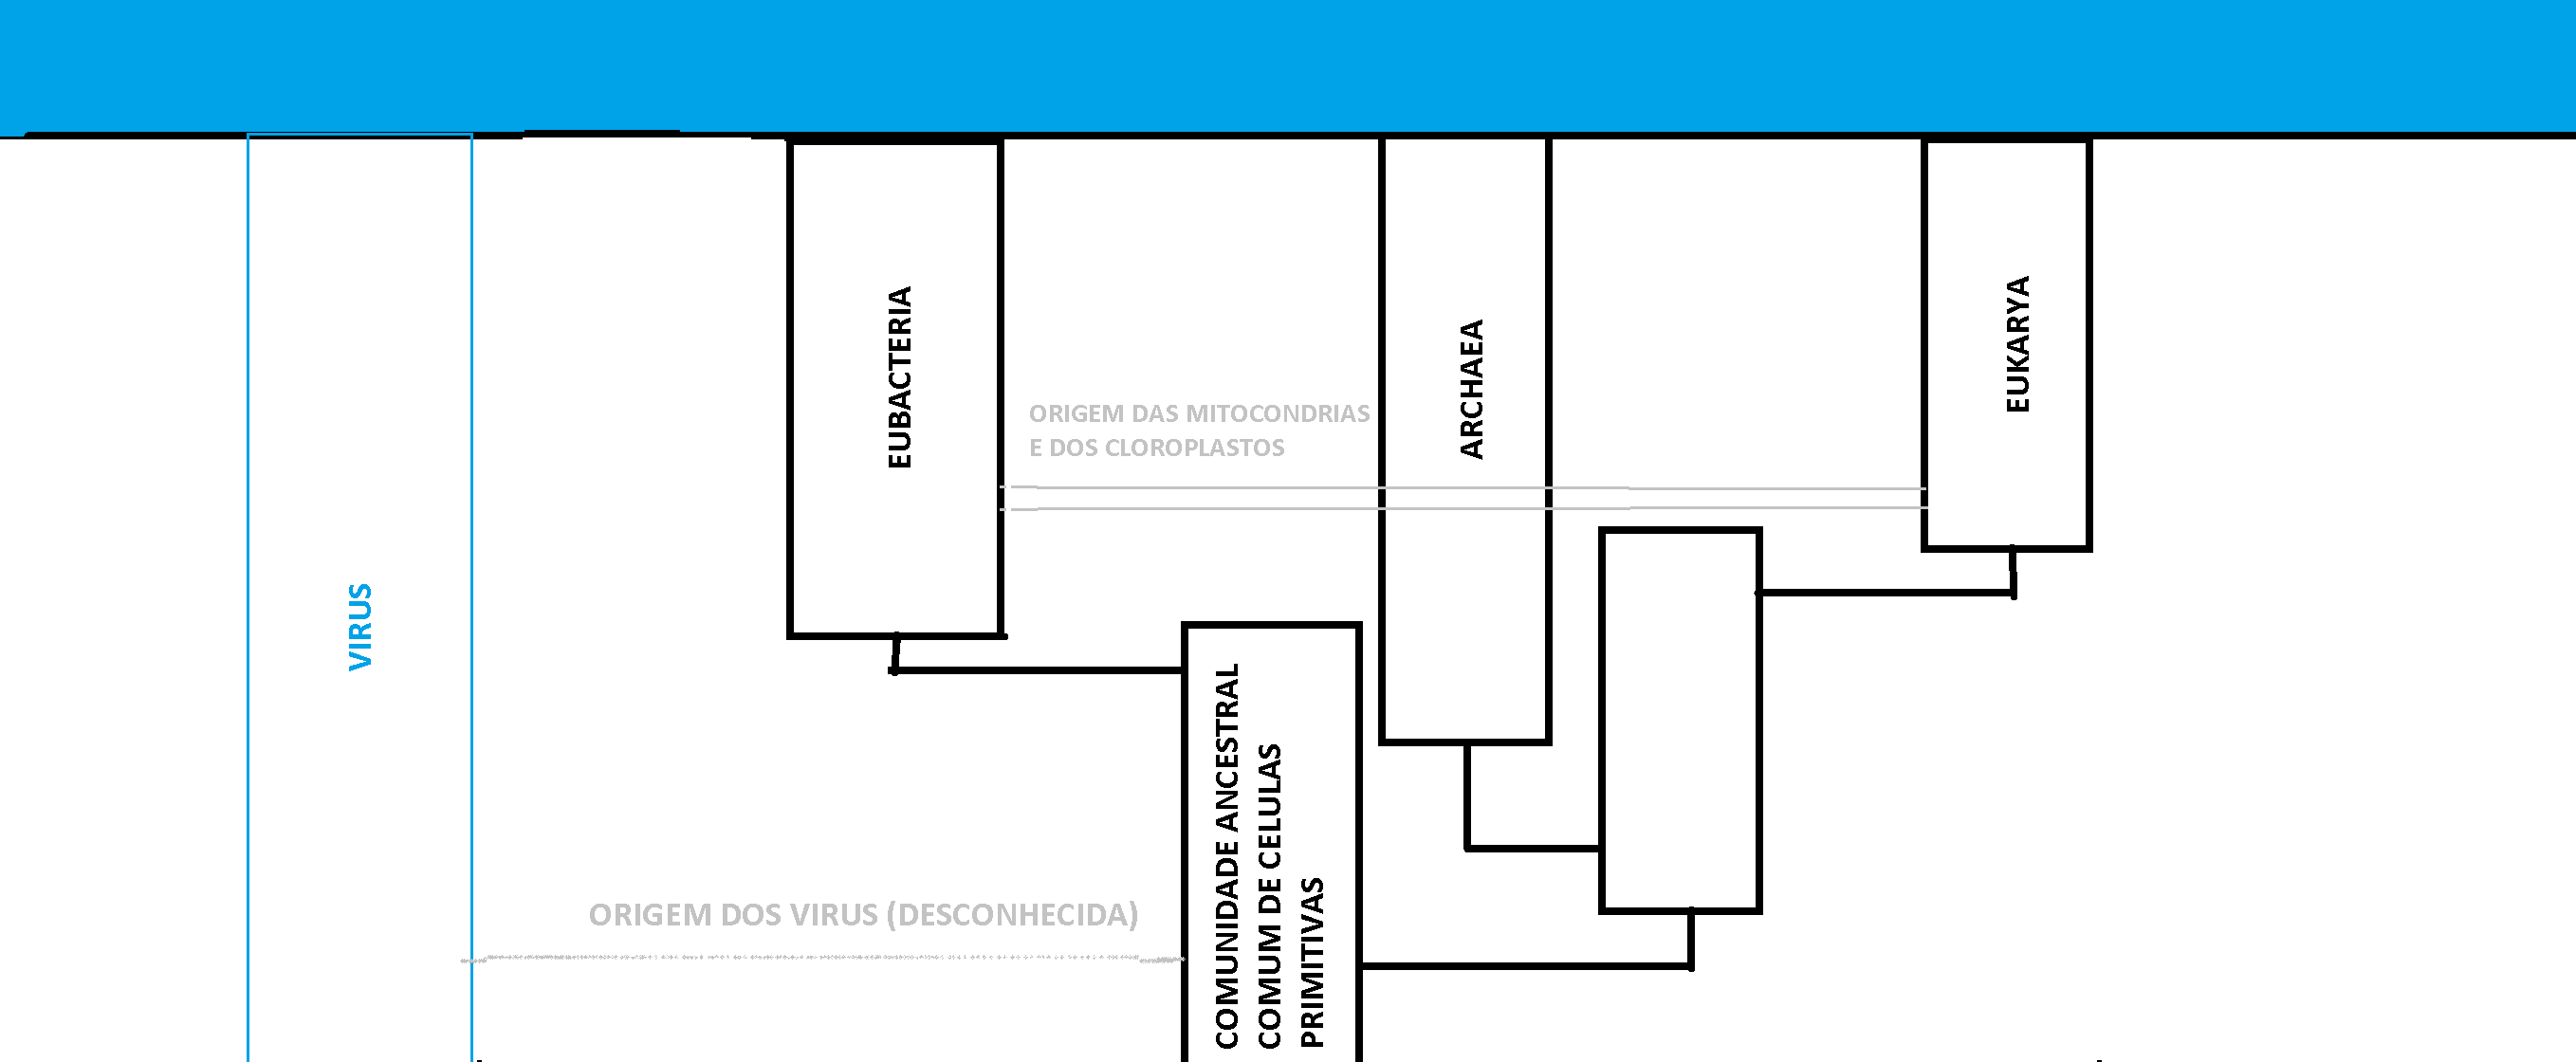 VIRUS
EUBACTERIA
ORIGEM DAS MITOCONDRIAS
E DOS CLOROPLASTOS
ARCHAEA
EUKARYA
ORIGEM DOS VIRUS (DESCONHECIDA)
COMUNIDADE ANCESTRAL
COMUM DE CELULAS
PRIMITIVAS